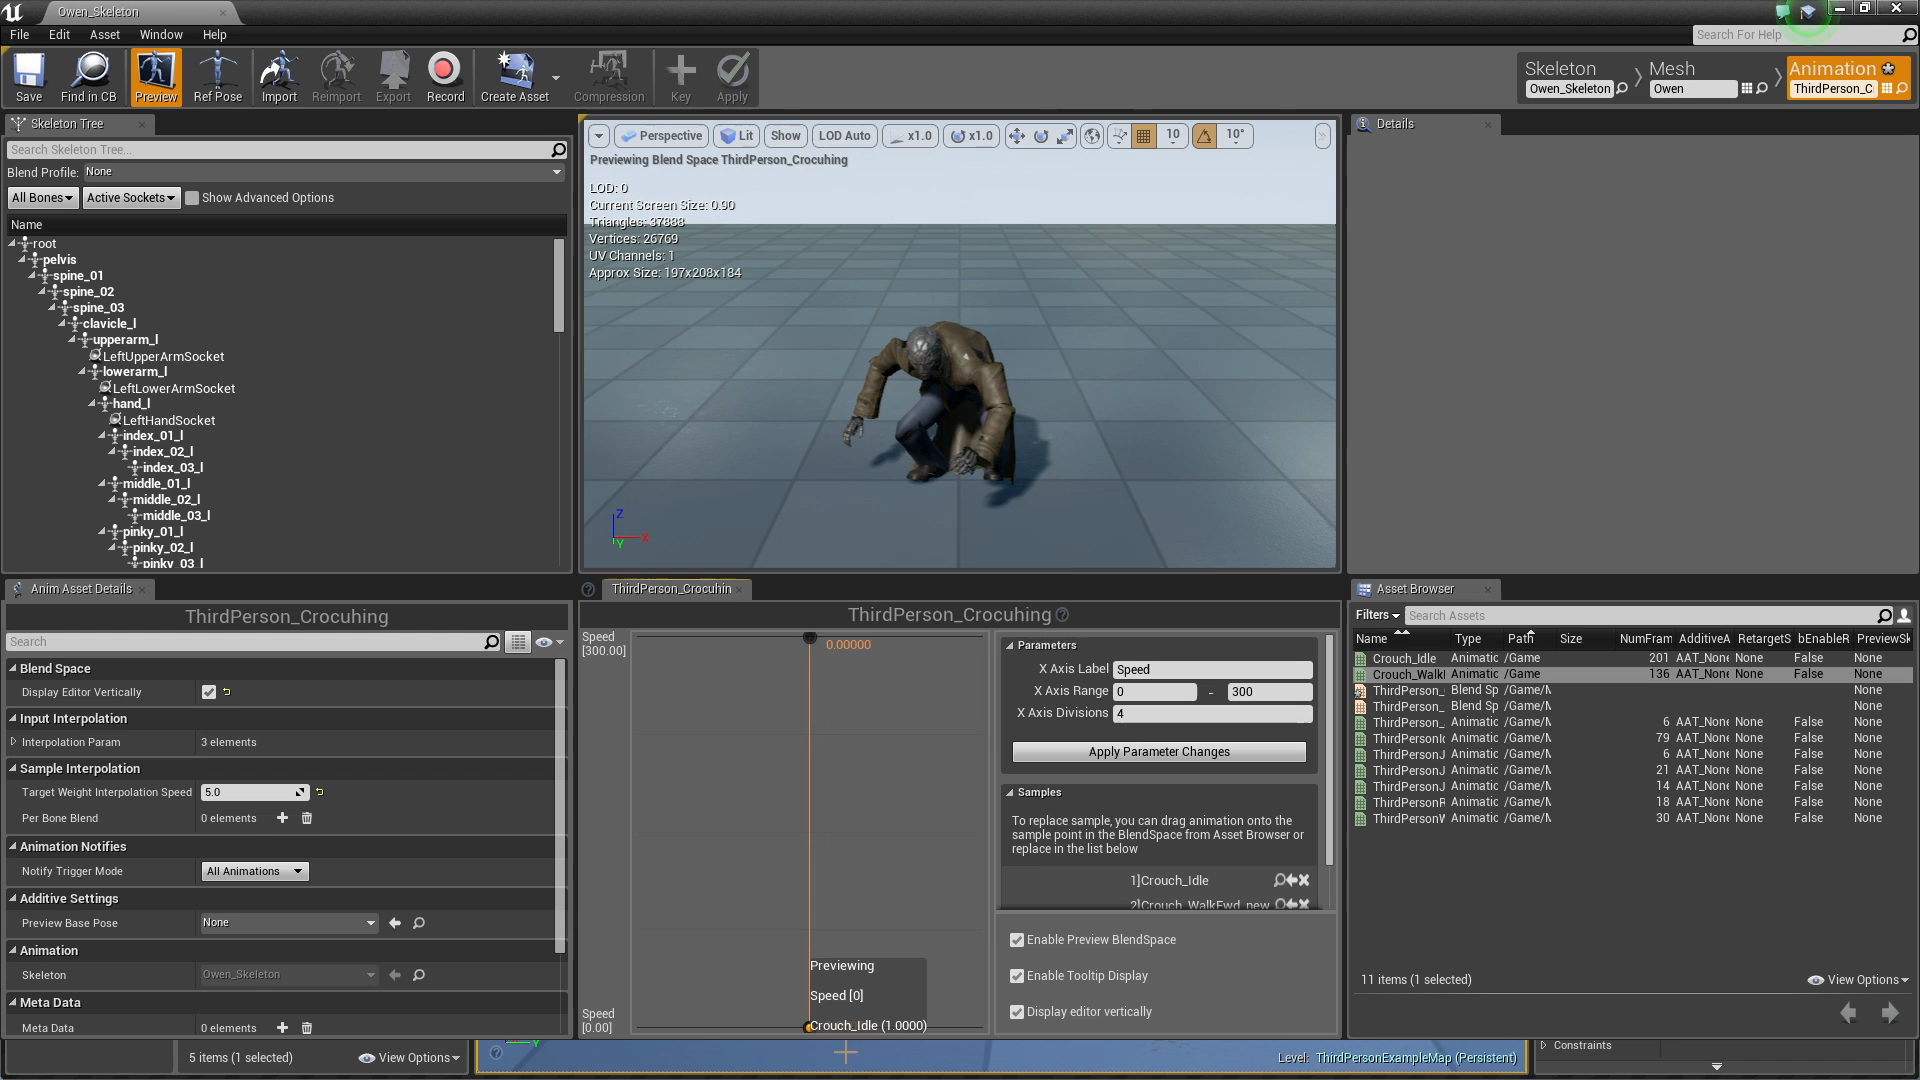 Owen_Skeleton
File Edit Asset Window Help
Search For Help
Save
Find in CB
Preview
Ref Pose
Import
Reimport
Export
Record
Create Asset
Compression
Key
Apply
Skeleton
Owen_Skeleton
Mesh
Owen
Animation
ThirdPerson_C
Skeleton Tree
Search Skeleton Tree...
Blend Profile: None
All Bones
Active Sockets
Show Advanced Options
Name
root
pelvis
spine_01
spine_02
spine_03
clavicle_l
upperarm_l
LeftUpperArmSocket
lowerarm_l
LeftLowerArmSocket
hand_l
LeftHandSocket
index_01_l
index_02_l
index_03_l
middle_01_l
middle_02_l
middle_03_l
pinky_01_l
pinky_02_l
pinky_03_l
Perspective Lit Show LOD Auto x1.0 x1.0 10 10°
Previewing Blend Space ThirdPerson_Crocuhing
LOD: 0
Current Screen Size: 0.90
Triangles: 37888
Vertices: 26769
UV Channels: 1
Approx Size: 197x208x184
Z
X
Y
Details
Anim Asset Details
ThirdPerson_Crocuhing
Search
Blend Space
Display Editor Vertically
Input Interpolation
Interpolation Param 3 elements
Sample Interpolation
Target Weight Interpolation Speed 5.0
Per Bone Blend 0 elements
Animation Notifies
Notify Trigger Mode All Animations
Additive Settings
Preview Base Pose None
Animation
Skeleton Owen_Skeleton
Meta Data
Meta Data 0 elements
5 items (1 selected) View Options
ThirdPerson_Crocuhin
ThirdPerson_Crocuhing
Speed
[300.00]
0.00000
Previewing
Speed [0]
Crouch_Idle (1.0000)
Speed
[0.00]
Parameters
X Axis Label Speed
X Axis Range 0 - 300
X Axis Divisions 4
Apply Parameter Changes
Samples
To replace sample, you can drag animation onto the
sample point in the BlendSpace from Asset Browser or
replace in the list below
1]Crouch_Idle
2]Crouch_WalkFwd_new
Enable Preview BlendSpace
Enable Tooltip Display
Display editor vertically
Y
Level: ThirdPersonExampleMap (Persistent)
Asset Browser
Filters Search Assets
Name Type Path Size NumFram AdditiveA RetargetS bEnableR PreviewSk
Crouch_Idle Animatic /Game 201 AAT_None None False None
Crouch_Walkl Animatic /Game 136 AAT_None None False None
ThirdPerson_ Blend Sp /Game/M None
ThirdPerson_ Blend Sp /Game/M None
ThirdPerson_ Animatic /Game/M 6 AAT_None None False None
ThirdPersonIc Animatic /Game/M 79 AAT_None None False None
ThirdPersonJ Animatic /Game/M 6 AAT_None None False None
ThirdPersonJ Animatic /Game/M 21 AAT_None None False None
ThirdPersonJ Animatic /Game/M 14 AAT_None None False None
ThirdPersonR Animatic /Game/M 18 AAT_None None False None
ThirdPersonW Animatic /Game/M 30 AAT_None None False None
11 items (1 selected) View Options
Constraints